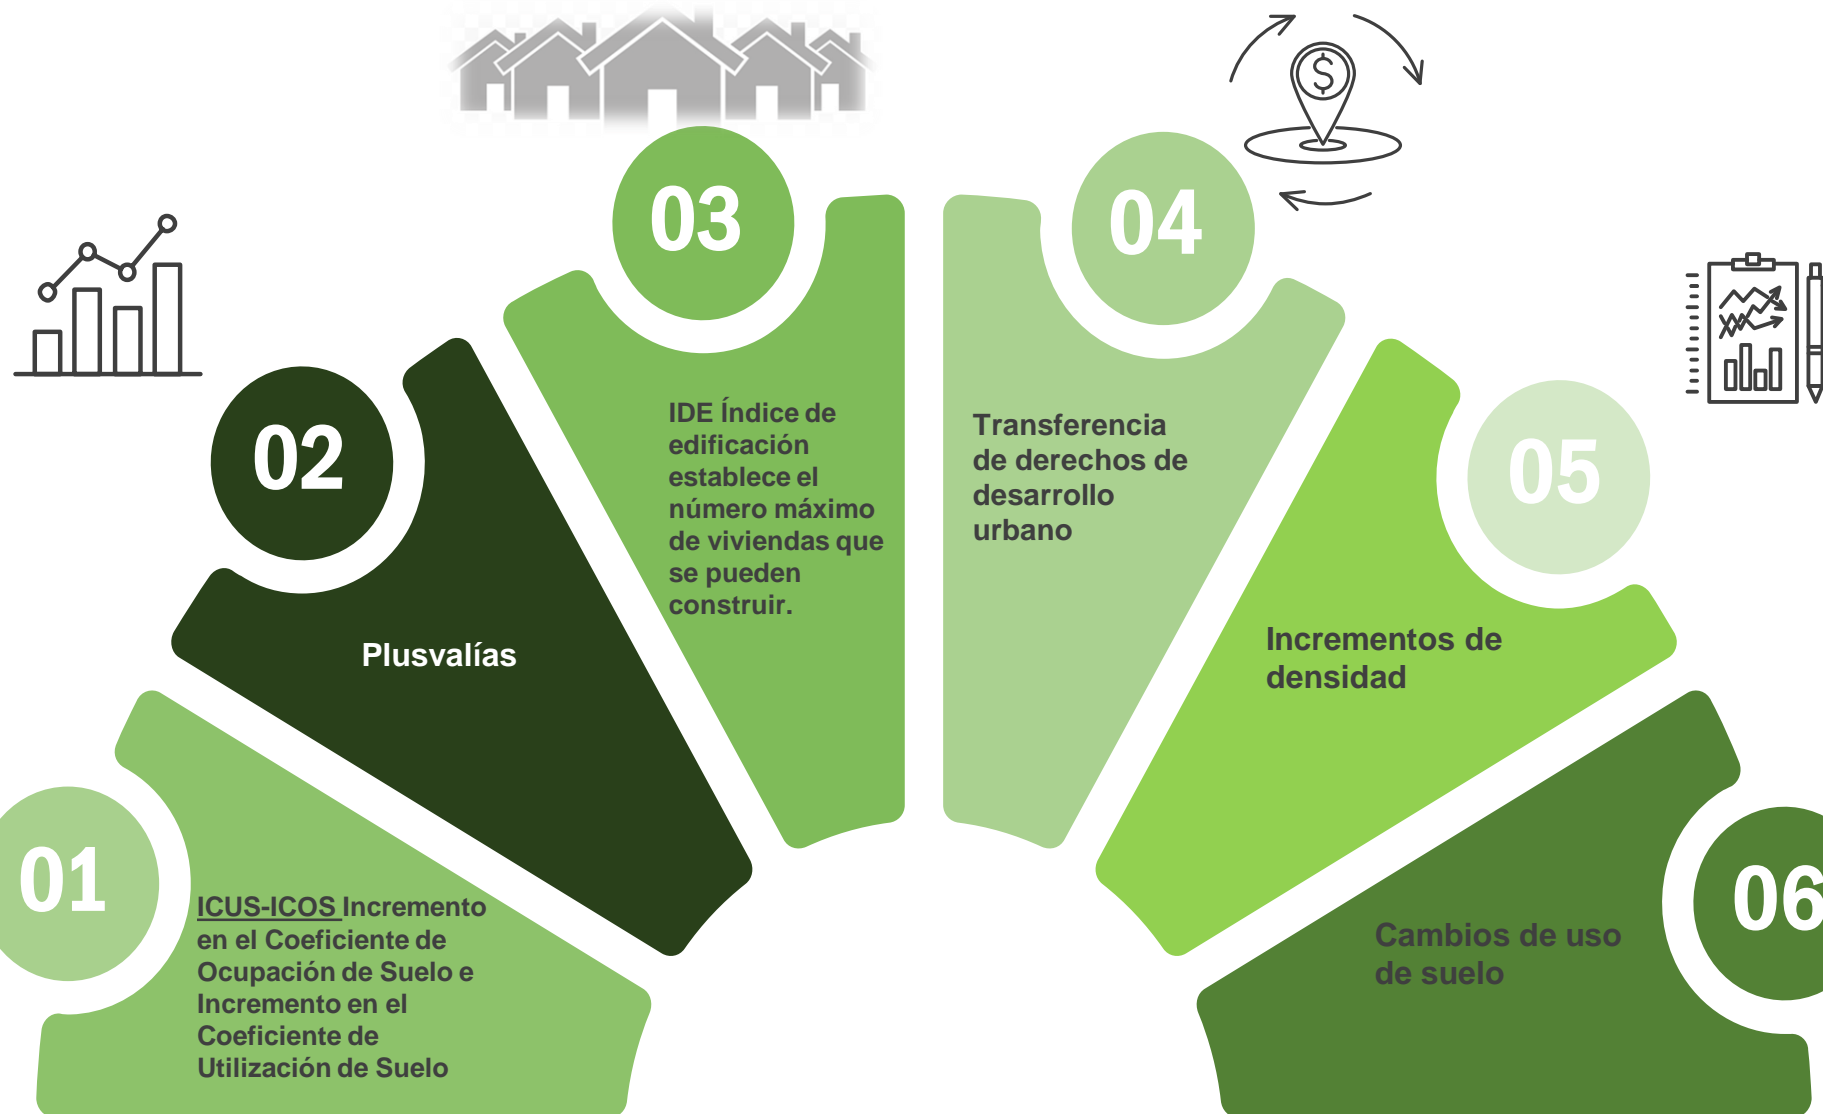 01
ICUS-ICOS Incremento
en el Coeficiente de
Ocupación de Suelo e
Incremento en el
Coeficiente de
Utilización de Suelo
02
Plusvalías
03
IDE Índice de
edificación
establece el
número máximo
de viviendas que
se pueden
construir.
04
Transferencia
de derechos de
desarrollo
urbano
$
05
Incrementos de
densidad
06
Cambios de uso
de suelo